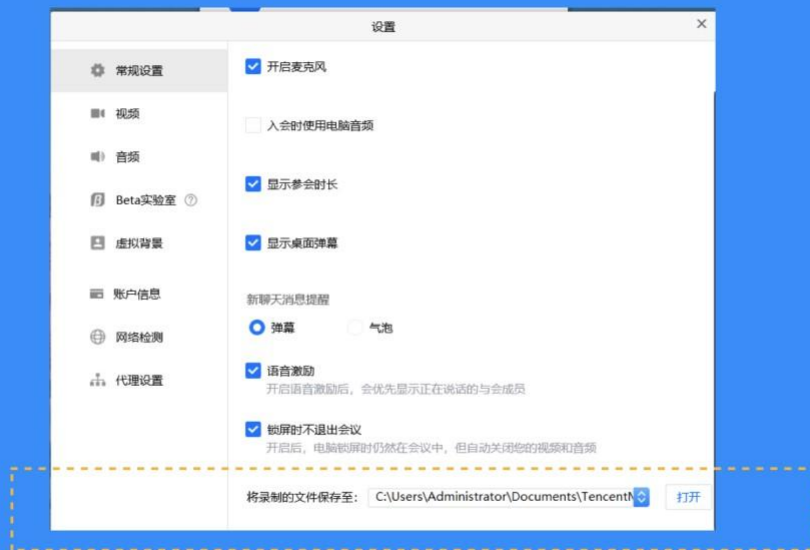 设置
常规设置
视频
音频
Beta实验室
虚拟背景
账户信息
网络检测
代理设置
开启麦克风
入会时使用电脑音频
显示参会时长
显示桌面弹幕
新聊天消息提醒
弹幕 气泡
语音激励
开启语音激励后，会优先显示正在说话的与会成员
锁屏时不退出会议
开启后，电脑锁屏时仍然在会议中，但自动关闭您的视频和音频
将录制的文件保存至： C:\Users\Administrator\Documents\Tencent 打开